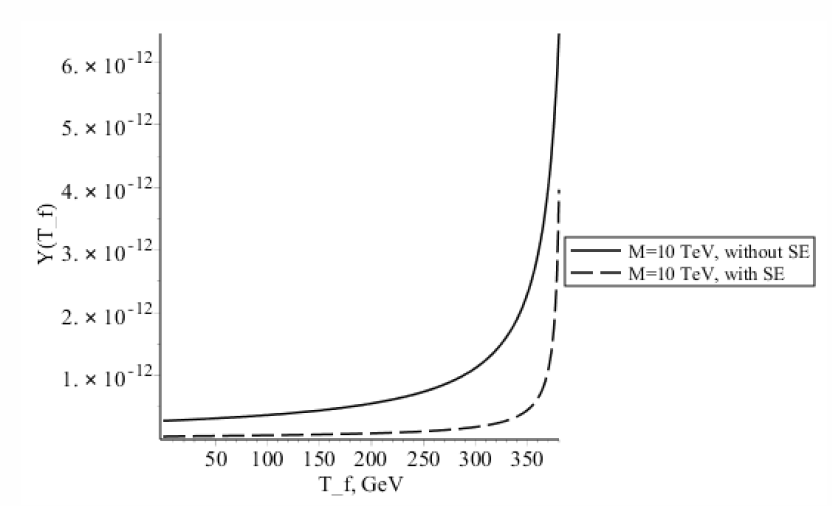 6. × 10^-12
5. × 10^-12
4. × 10^-12
3. × 10^-12
2. × 10^-12
1. × 10^-12
Y(T_f)
50 100 150 200 250 300 350
T_f, GeV
M=10 TeV, without SE
M=10 TeV, with SE